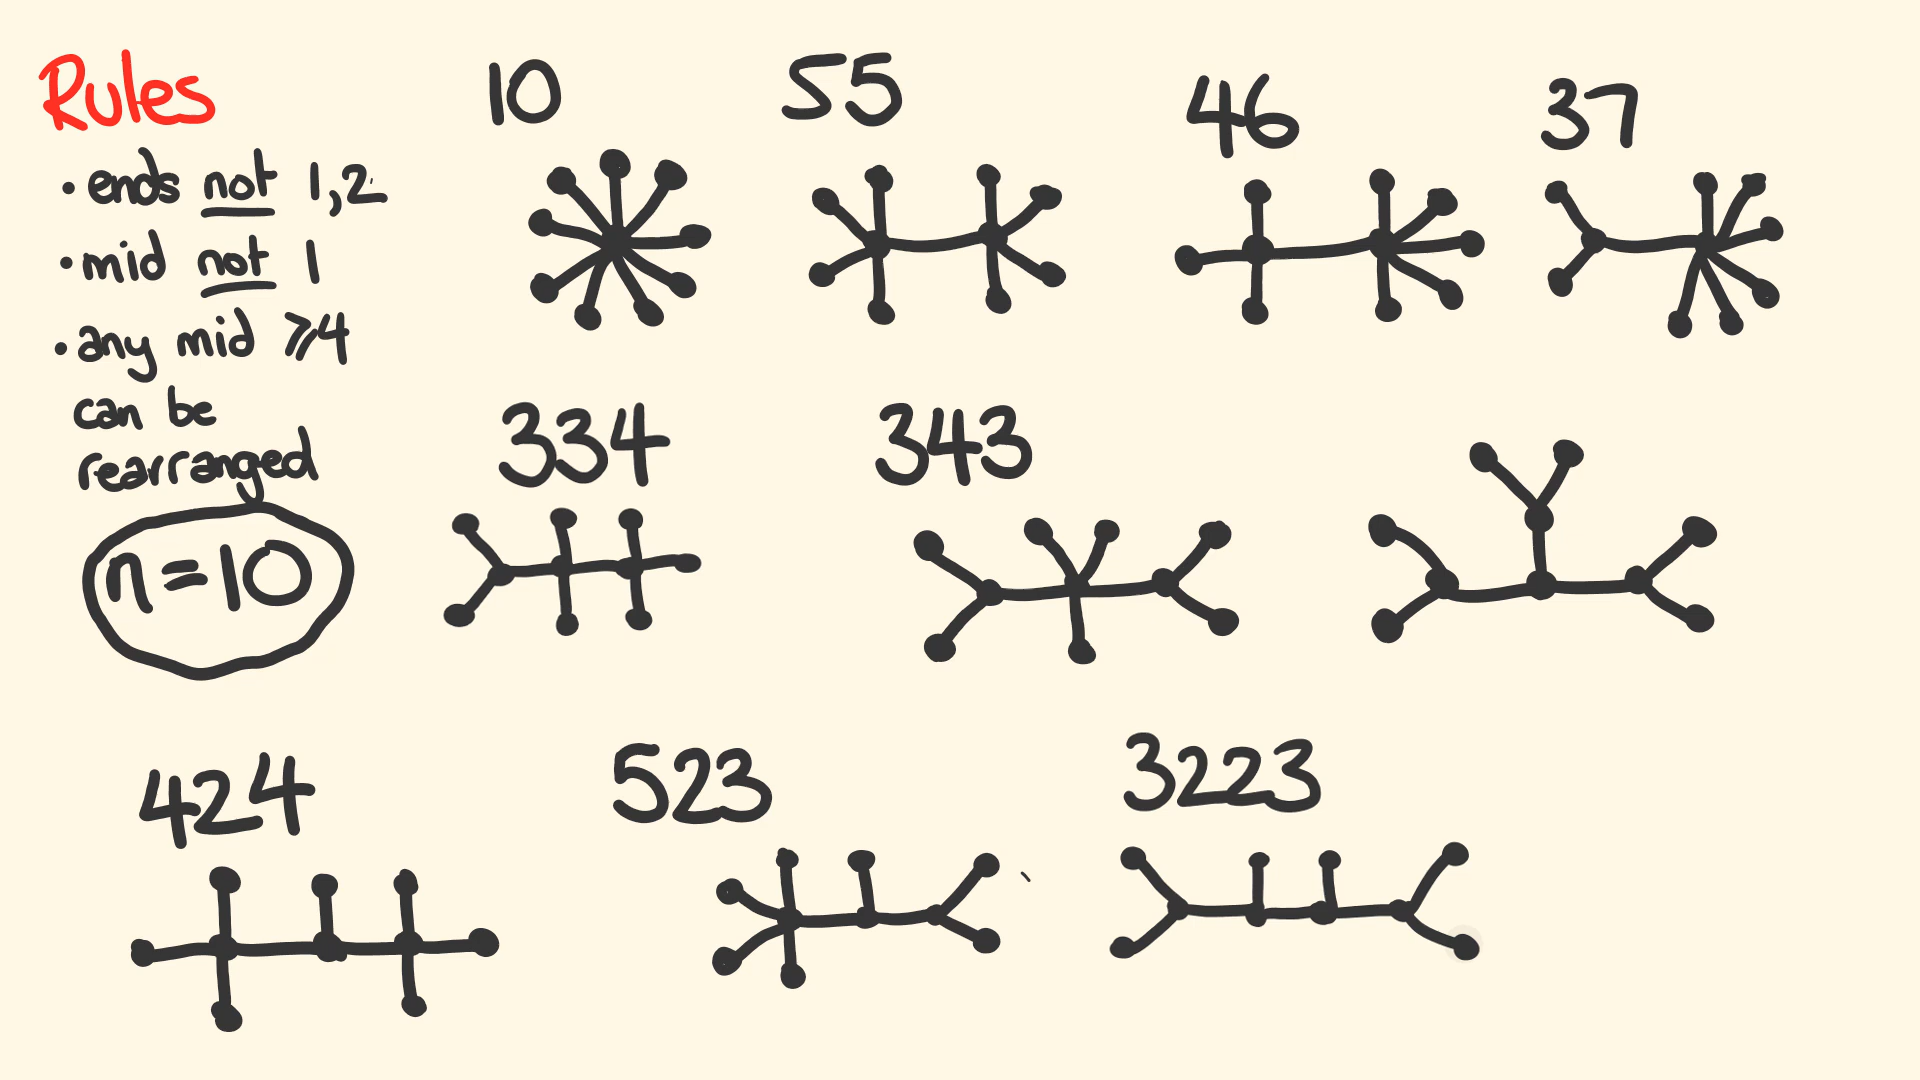 Rules
• ends not 1,2
• mid not 1
• any mid ⩾4
can be
rearranged
n=10
10
55
46
37
334
343
424
523
3223